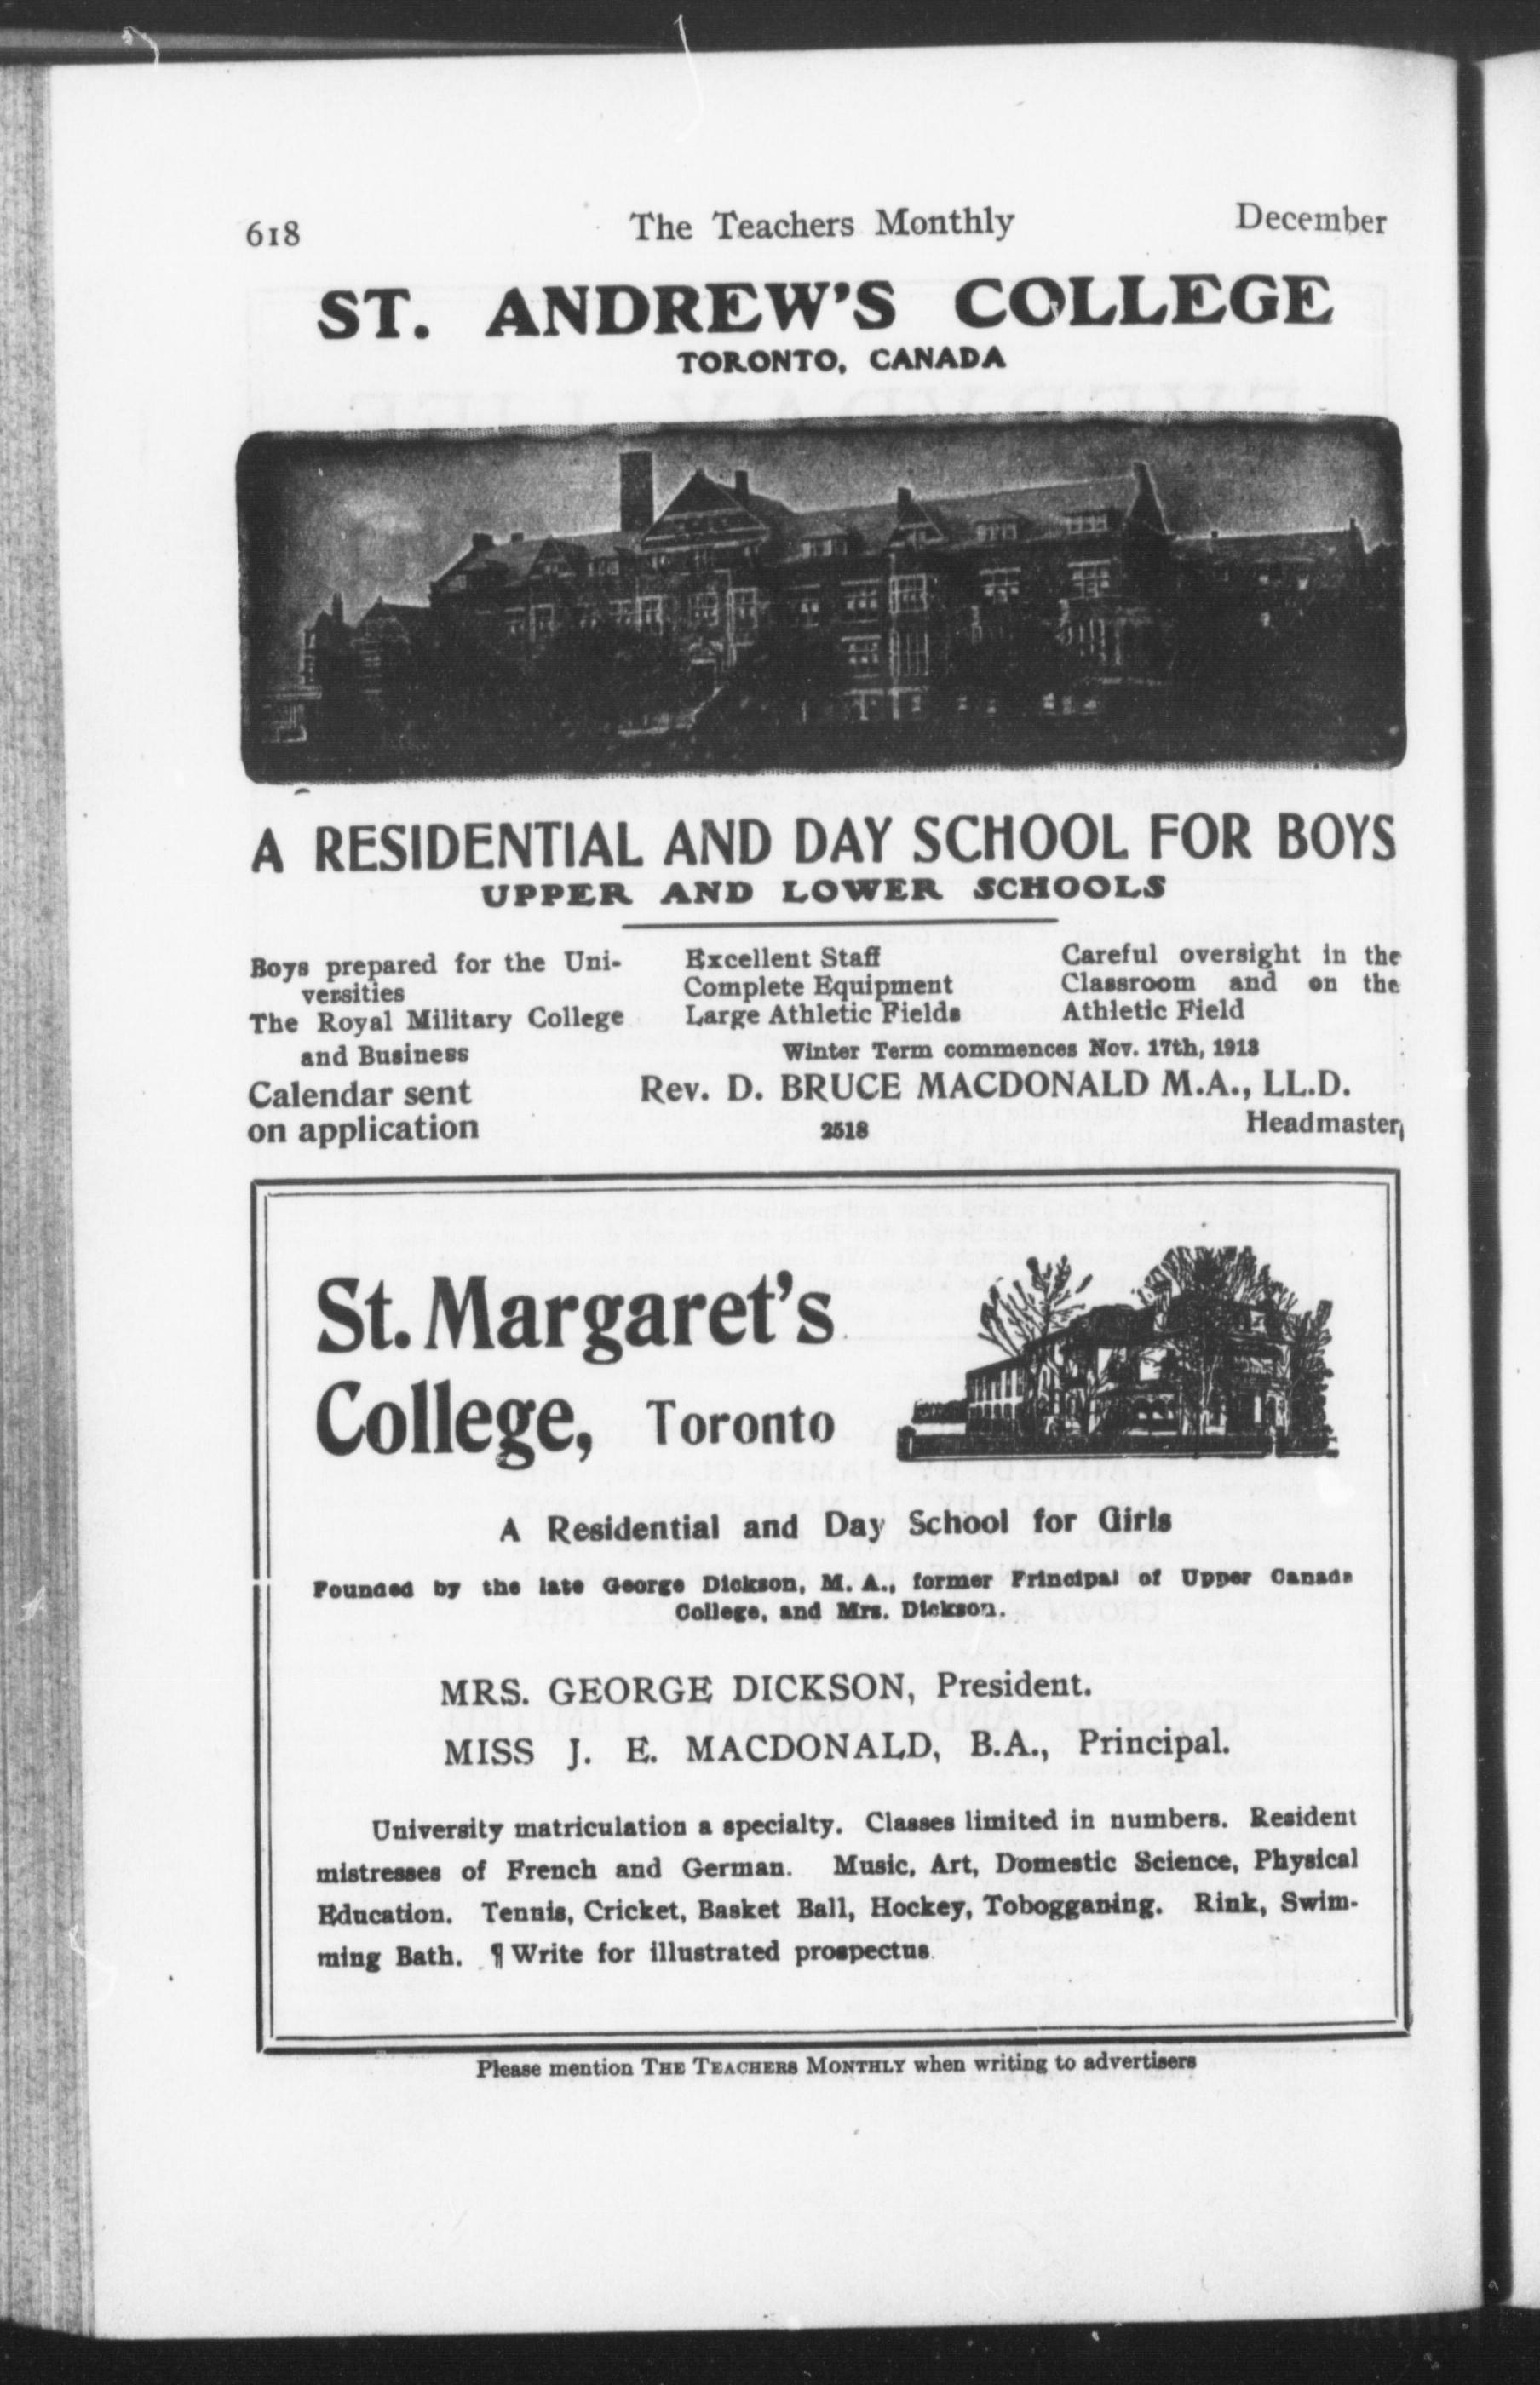 618 The Teachers Monthly December
ST. ANDREW'S COLLEGE
TORONTO, CANADA
A RESIDENTIAL AND DAY SCHOOL FOR BOYS
UPPER AND LOWER SCHOOLS
Boys prepared for the Uni-
versities
The Royal Military College
and Business
Calendar sent
on application
Excellent Staff
Complete Equipment
Large Athletic Fields
Careful oversight in the
Classroom and on the
Athletic Field
Winter Term commences Nov. 17th, 1913
Rev. D. BRUCE MACDONALD M.A., LL.D.
2518 Headmaster
St. Margaret's
College, Toronto
A Residential and Day School for Girls
Founded by the late George Dickson, M. A., former Principal of Upper Canada
College, and Mrs. Dickson.
MRS. GEORGE DICKSON, President.
MISS J. E. MACDONALD, B.A., Principal.
University matriculation a specialty. Classes limited in numbers. Resident
mistresses of French and German. Music, Art, Domestic Science, Physical
Education. Tennis, Cricket, Basket Ball, Hockey, Tobogganing. Rink, Swim-
ming Bath. ¶ Write for illustrated prospectus
Please mention THE TEACHERS MONTHLY when writing to advertisers